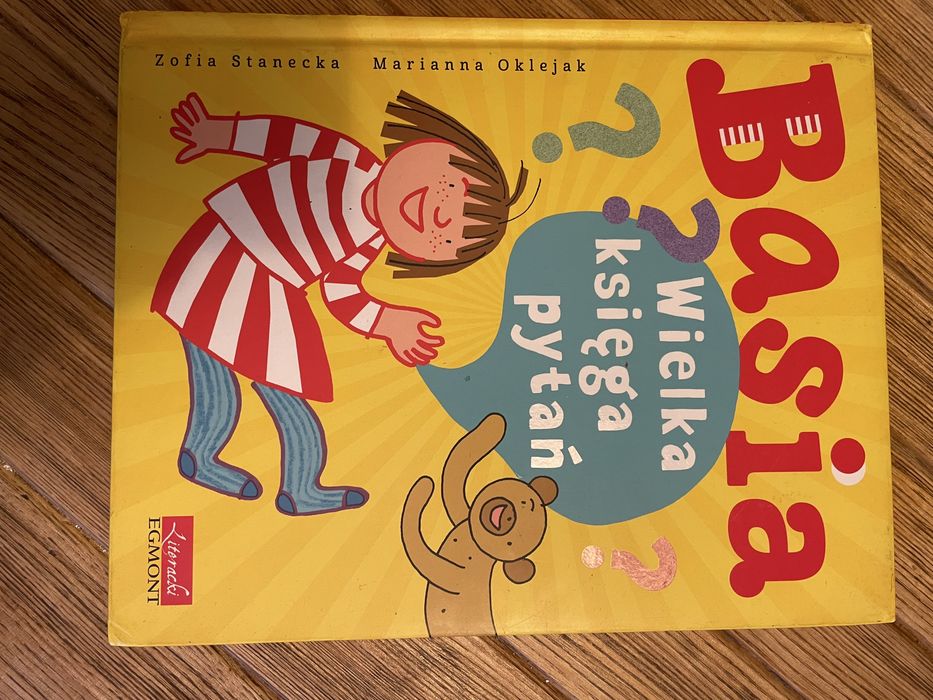 Zofia Stanecka Marianna Oklejak
Basia
Wielka
księga
pytań
?
?
?
Literacki
EGMONT